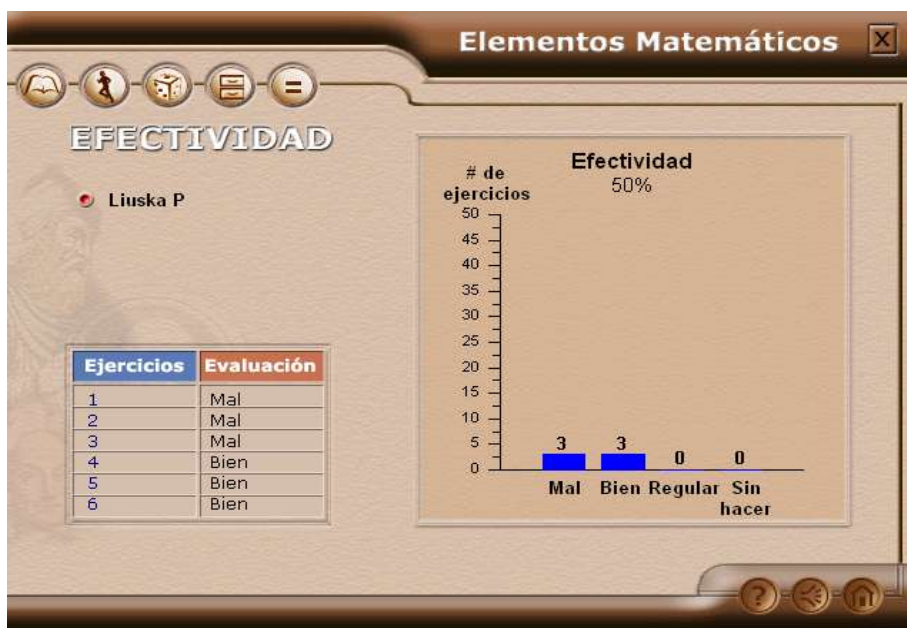 Elementos Matemáticos
X
=
EFECTIVIDAD
Liuska P
Ejercicios Evaluación
1 Mal
2 Mal
3 Mal
4 Bien
5 Bien
6 Bien
Efectividad
50%
# de
ejercicios
50
45
40
35
30
25
20
15
10
5
0
3 3 0 0
Mal Bien Regular Sin
hacer
?